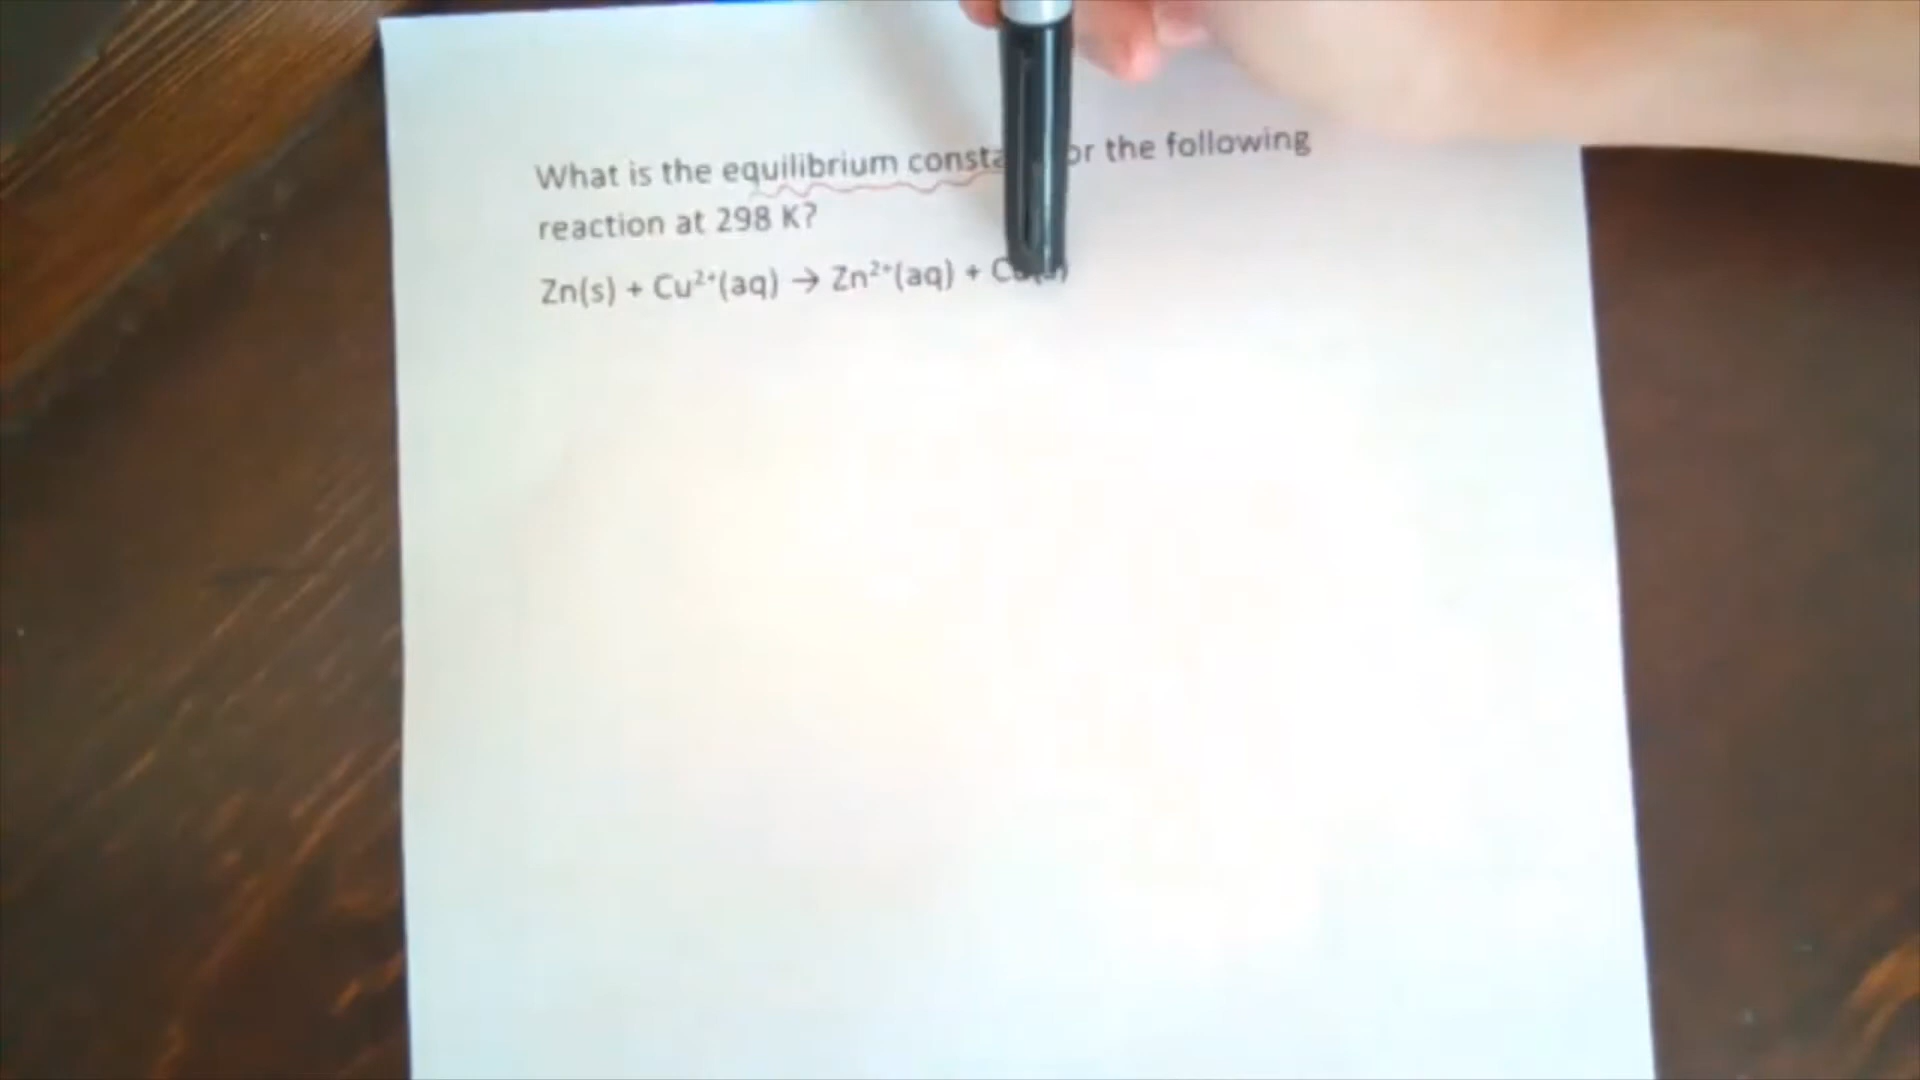 What is the equilibrium consta or the following
reaction at 298 K?
Zn(s) + Cu²⁺(aq) → Zn²⁺(aq) + C